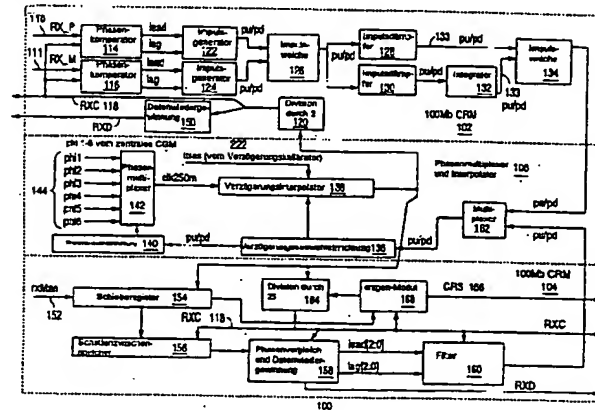 110
RX_P
Phasen-
komparator
114
lead
lag
Impuls-
generator
122
pu/pd
111
RX_M
Phasen-
komparator
116
lead
lag
Impuls-
generator
124
pu/pd
Impulsweiche
126
pu/pd
128
133
pu/pd
130
pu/pd
Integrator
132
133
Impuls-
weiche
134
100Mb CRM
102
RXC 118
RXD
150
Division
durch 2
120
222
phi1
phi2
phi3
phi4
phi5
phi6
144
Phasen-
multi-
plexer
142
clk250m
Verzögerungsinterpolator
138
140
pu/pd
136
pu/pd
Phasenmultiplexer
und Interpolator
106
Multi-
plexer
162
pu/pd
pu/pd
100Mb CRM
104
152
Schieberegister
154
Division durch
25
164
168
CRS 166
RXC
RXC 118
156
Phasenvergleich
und Datenwieder-
gewinnung
158
lead[2:0]
lag[2:0]
Filter
160
RXD
100